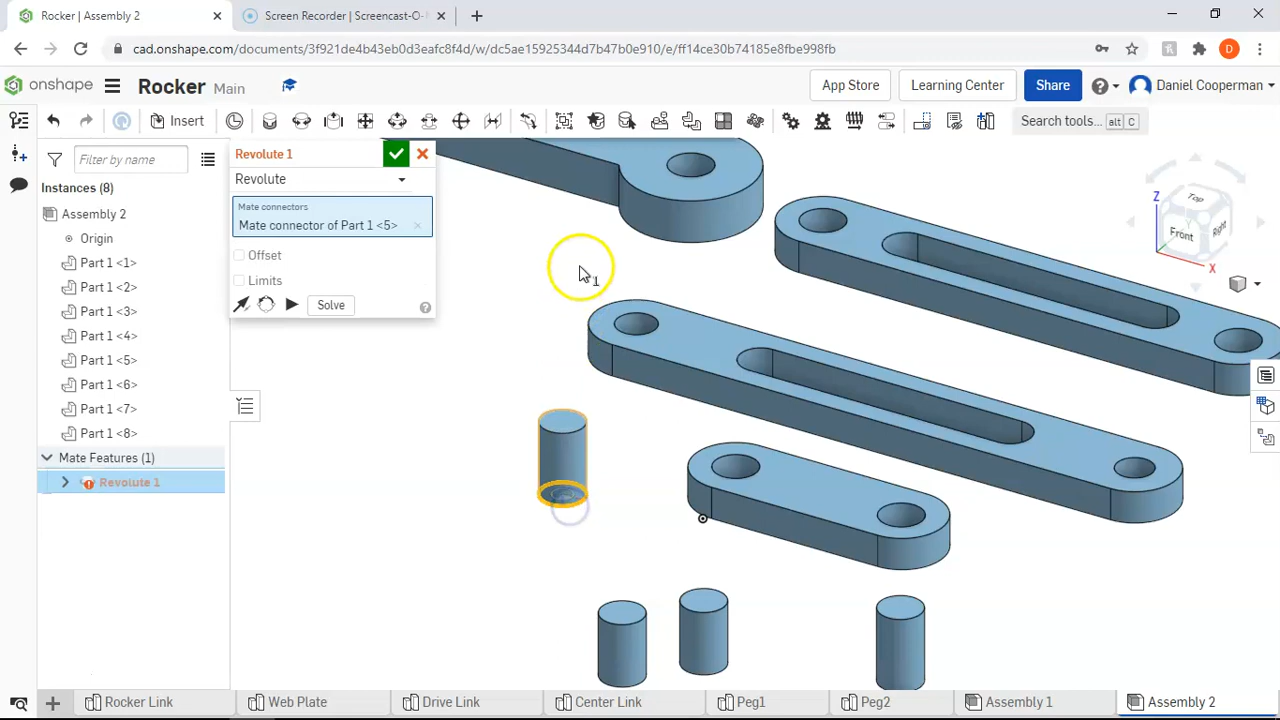 Rocker | Assembly 2
Screen Recorder | Screencast-O-M
cad.onshape.com/documents/3f921de4b43eb0d3eafc8f4d/w/dc5ae15925344d7b47b0e910/e/ff14ce30b74185e8fbe998fb
D
onshape
Rocker Main
App Store
Learning Center
Share
Daniel Cooperman
Insert
Search tools... alt C
Filter by name
Instances (8)
Assembly 2
Origin
Part 1 <1>
Part 1 <2>
Part 1 <3>
Part 1 <4>
Part 1 <5>
Part 1 <6>
Part 1 <7>
Part 1 <8>
Mate Features (1)
Revolute 1
Revolute 1
Revolute
Mate connectors
Mate connector of Part 1 <5>
Offset
Limits
Solve
1
Z
Top
Front
Right
X
Rocker Link
Web Plate
Drive Link
Center Link
Peg1
Peg2
Assembly 1
Assembly 2